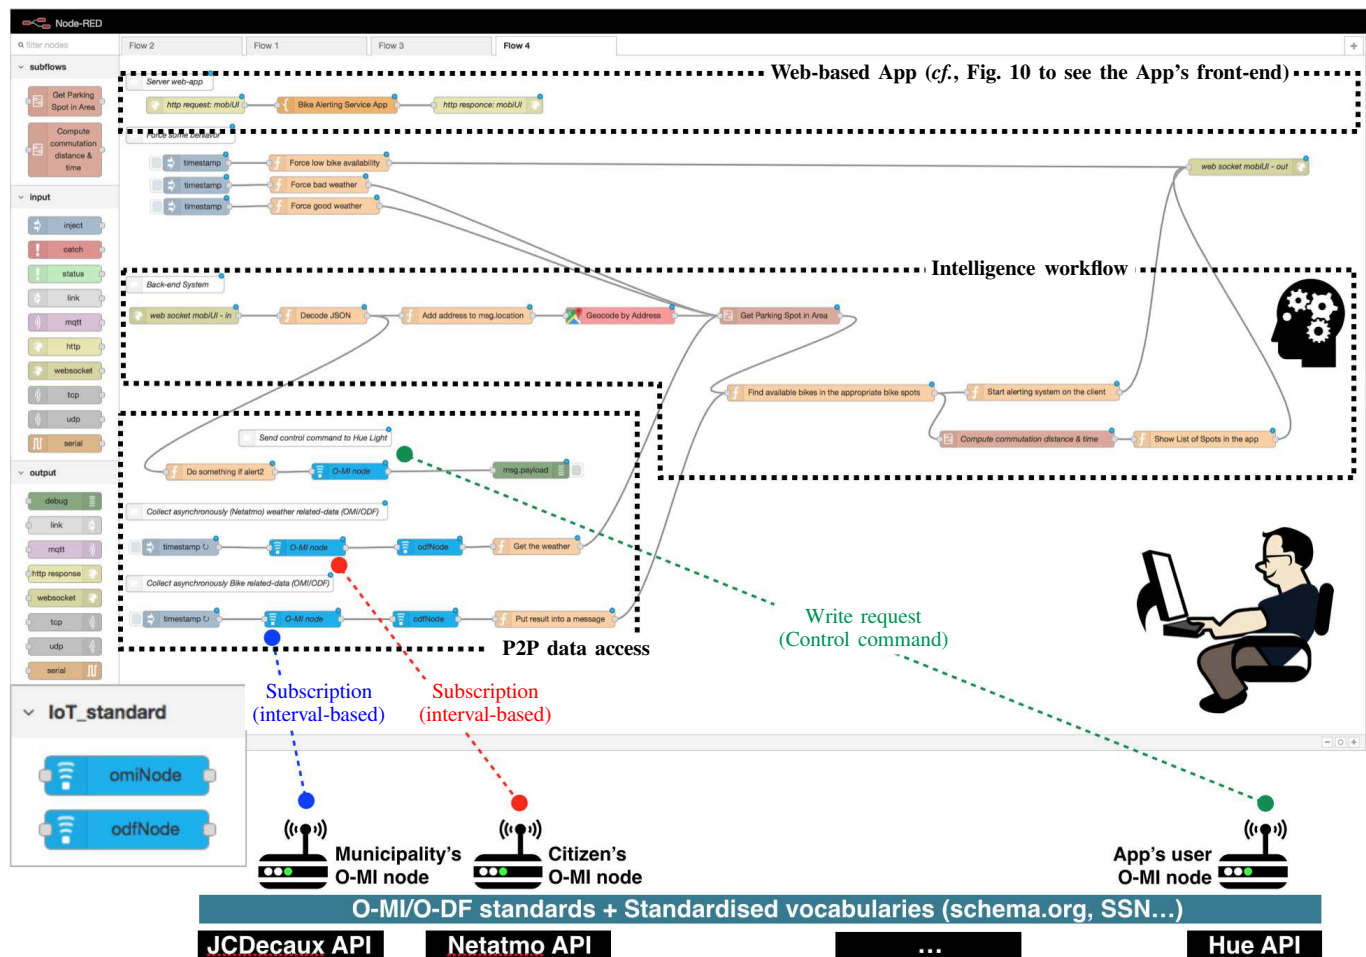 Node-RED
filter nodes
Flow 2
Flow 1
Flow 3
Flow 4
subflows
Get Parking
Spot in Area
Compute
commutation
distance &
time
input
inject
catch
status
link
mqtt
http
websocket
tcp
udp
serial
output
debug
link
mqtt
http response
websocket
tcp
udp
serial
Server web-app
Web-based App (cf., Fig. 10 to see the App's front-end)
http request: mobiUI
Bike Alerting Service App
http responce: mobiUI
Force some behavior
timestamp
Force low bike availability
web socket mobiUI - out
timestamp
Force bad weather
timestamp
Force good weather
Intelligence workflow
Back-end System
web socket mobiUI - in
Decode JSON
Add address to msg.location
Geocode by Address
Get Parking Spot in Area
Find available bikes in the appropriate bike spots
Start alerting system on the client
Compute commutation distance & time
Show List of Spots in the app
Send control command to Hue Light
Do something if alert2
O-MI node
msg.payload
Collect asynchronously (Netatmo) weather related-data (OMI/ODF)
timestamp ↻
O-MI node
odfNode
Get the weather
Collect asynchronously Bike related-data (OMI/ODF)
timestamp ↻
O-MI node
odfNode
Put result into a message
P2P data access
Write request
(Control command)
Subscription
(interval-based)
Subscription
(interval-based)
IoT_standard
omiNode
odfNode
Municipality's
O-MI node
Citizen's
O-MI node
App's user
O-MI node
O-MI/O-DF standards + Standardised vocabularies (schema.org, SSN...)
JCDecaux API
Netatmo API
...
Hue API